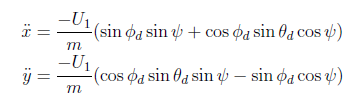 ẍ = −U₁/m (sin ϕ_d sin ψ + cos ϕ_d sin θ_d cos ψ)
ÿ = −U₁/m (cos ϕ_d sin θ_d sin ψ − sin ϕ_d cos ψ)